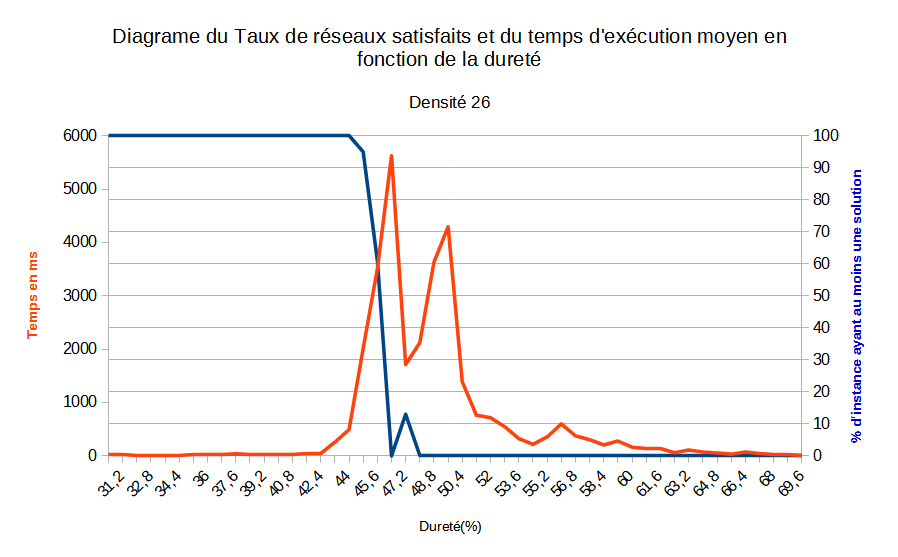 Diagrame du Taux de réseaux satisfaits et du temps d'exécution moyen en
fonction de la dureté
Densité 26
Temps en ms
6000
5000
4000
3000
2000
1000
0
100
90
80
70
60
50
40
30
20
10
0
% d'instance ayant au moins une solution
31,2 32,8 34,4 36 37,6 39,2 40,8 42,4 44 45,6 47,2 48,8 50,4 52 53,6 55,2 56,8 58,4 60 61,6 63,2 64,8 66,4 68 69,6
Dureté(%)